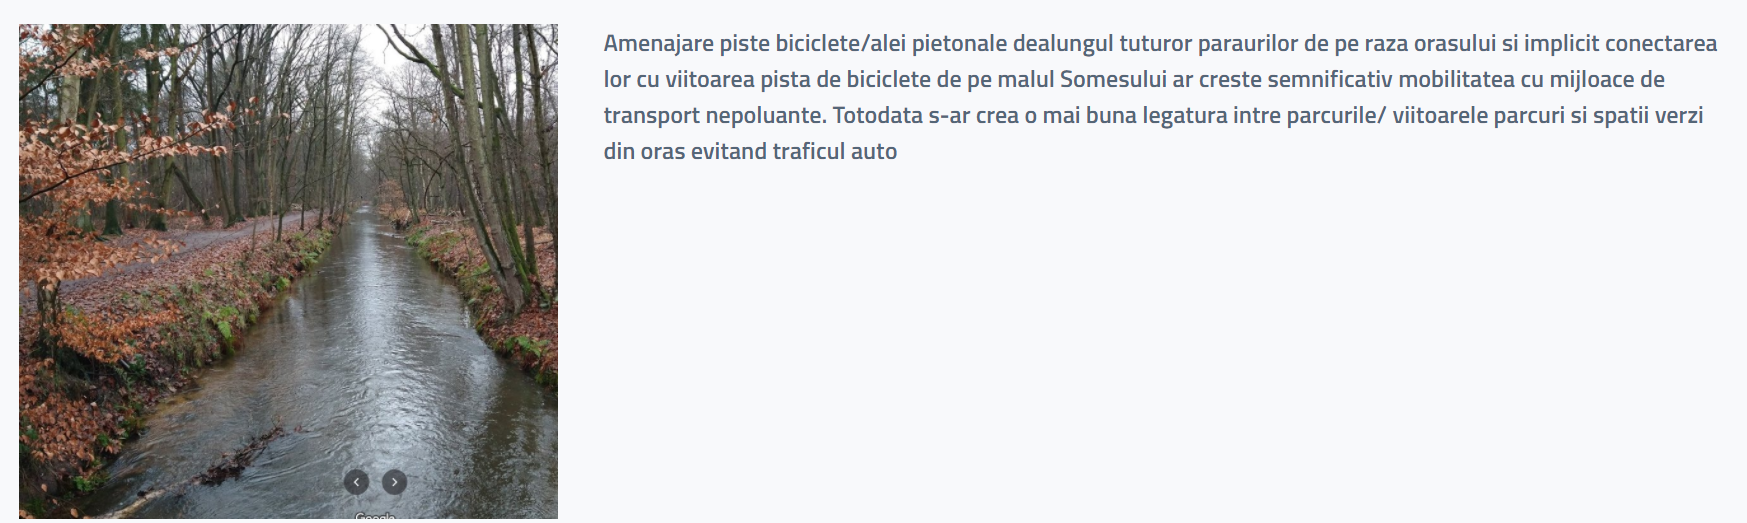 Amenajare piste biciclete/alei pietonale dealungul tuturor paraurilor de pe raza orasului si implicit conectarea
lor cu viitoarea pista de biciclete de pe malul Somesului ar creste semnificativ mobilitatea cu mijloace de
transport nepoluante. Totodata s-ar crea o mai buna legatura intre parcurile/ viitoarele parcuri si spatii verzi
din oras evitand traficul auto
Google